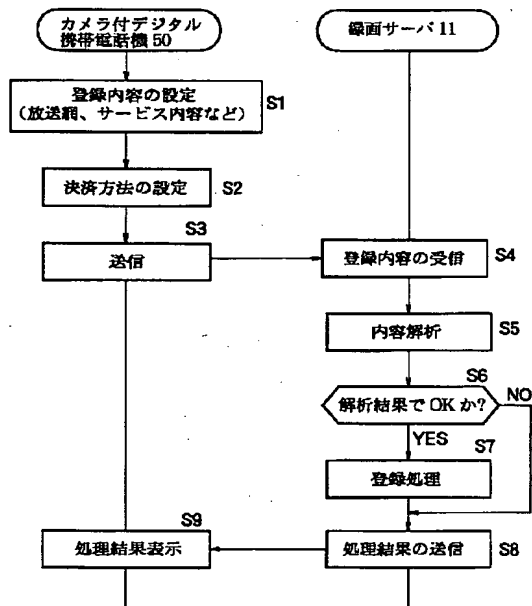 カメラ付デジタル
携帯電話機 50
録画サーバ 11
登録内容の設定
(放送網、サービス内容など)
S1
決済方法の設定
S2
S3
送信
登録内容の受信
S4
S5
内容解析
S6
解析結果でOKか?
NO
YES
S7
登録処理
S9
処理結果表示
処理結果の送信
S8